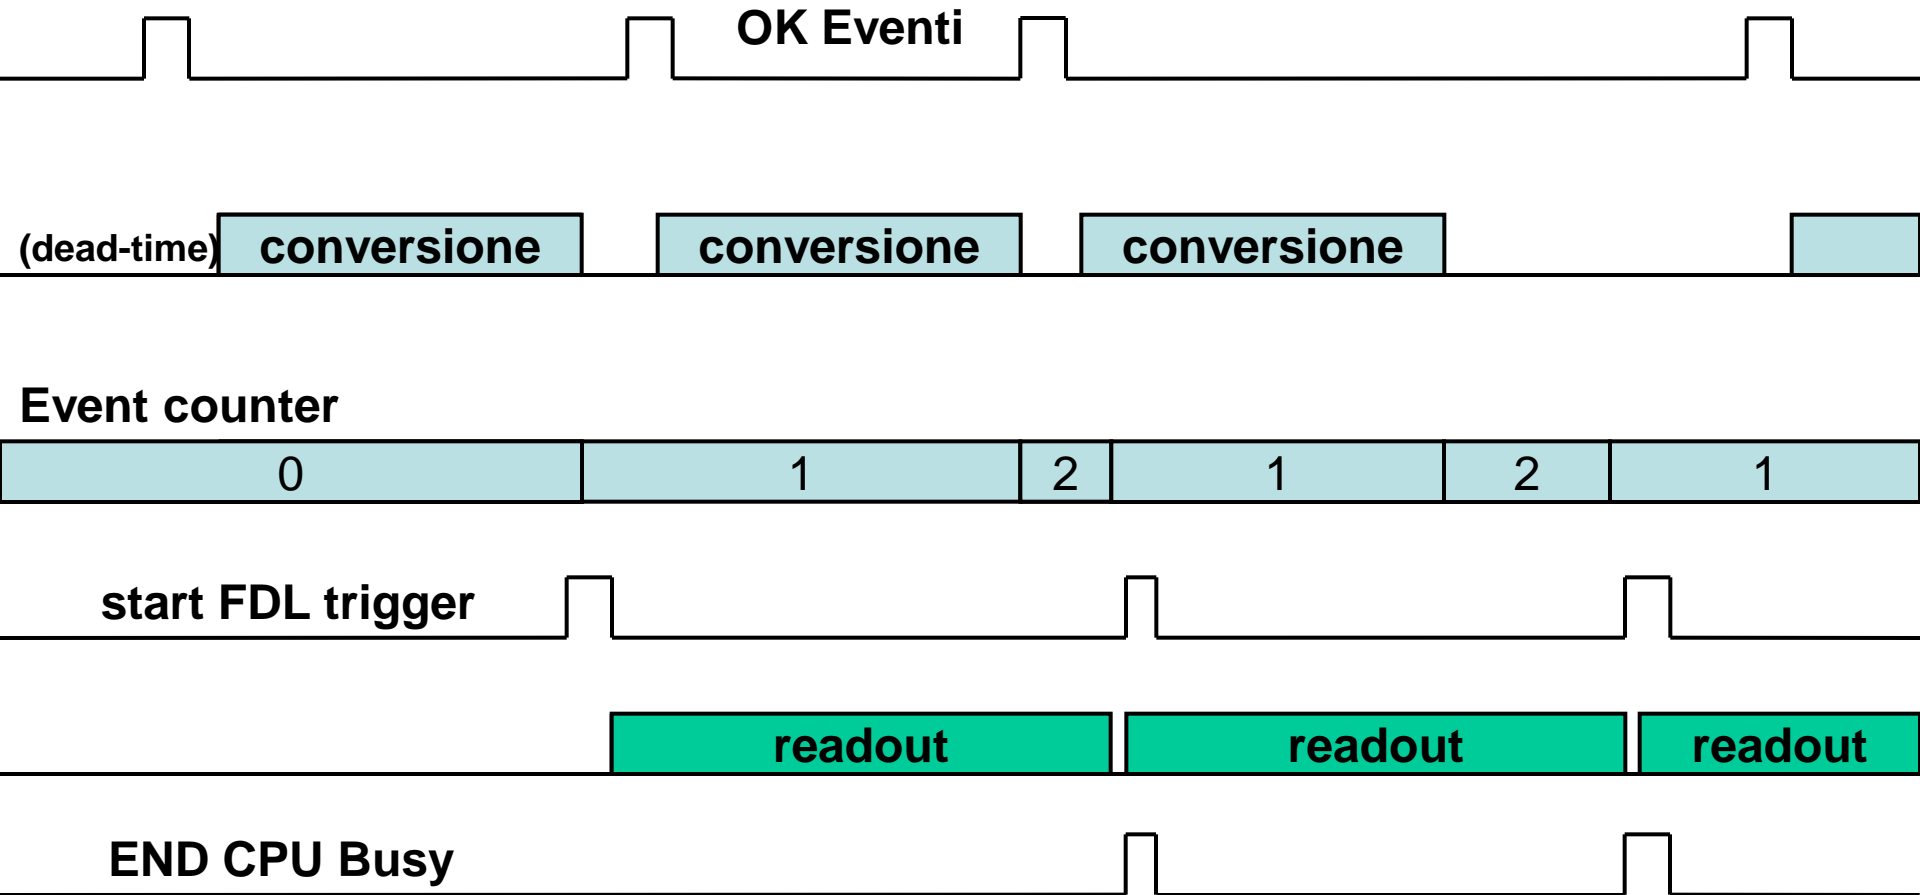 OK Eventi
(dead-time) conversione conversione conversione
Event counter
0 1 2 1 2 1
start FDL trigger
readout readout readout
END CPU Busy